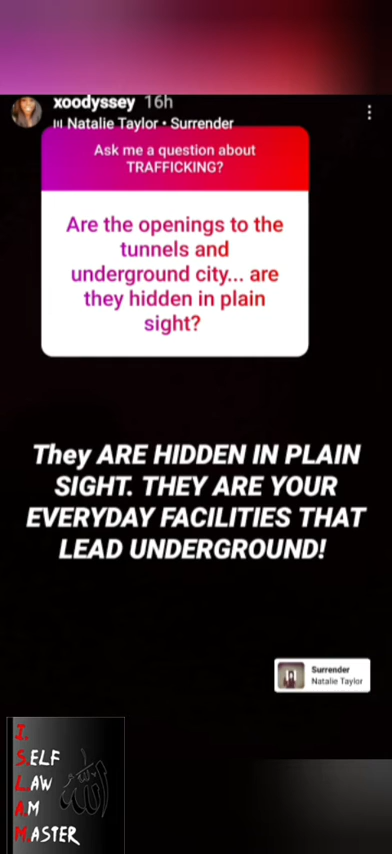 xoodyssey 16h
Natalie Taylor • Surrender
Ask me a question about
TRAFFICKING?
Are the openings to the
tunnels and
underground city... are
they hidden in plain
sight?
They ARE HIDDEN IN PLAIN
SIGHT. THEY ARE YOUR
EVERYDAY FACILITIES THAT
LEAD UNDERGROUND!
Surrender
Natalie Taylor
I.
S.ELF
L.AW
A.M
M.ASTER
الله